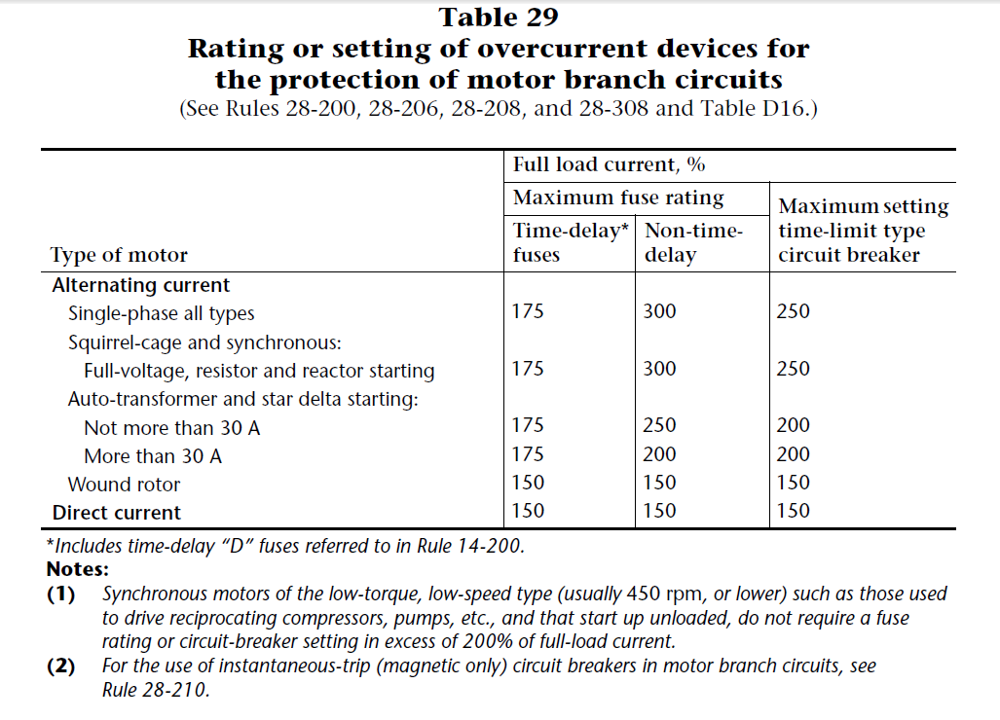 Table 29
Rating or setting of overcurrent devices for
the protection of motor branch circuits
(See Rules 28-200, 28-206, 28-208, and 28-308 and Table D16.)
Full load current, %
Maximum fuse rating
Maximum setting
time-limit type
circuit breaker
Time-delay* fuses
Non-time-delay
Type of motor
Alternating current
Single-phase all types 175 300 250
Squirrel-cage and synchronous:
Full-voltage, resistor and reactor starting 175 300 250
Auto-transformer and star delta starting:
Not more than 30 A 175 250 200
More than 30 A 175 200 200
Wound rotor 150 150 150
Direct current 150 150 150
*Includes time-delay “D” fuses referred to in Rule 14-200.
Notes:
(1) Synchronous motors of the low-torque, low-speed type (usually 450 rpm, or lower) such as those used
to drive reciprocating compressors, pumps, etc., and that start up unloaded, do not require a fuse
rating or circuit-breaker setting in excess of 200% of full-load current.
(2) For the use of instantaneous-trip (magnetic only) circuit breakers in motor branch circuits, see
Rule 28-210.